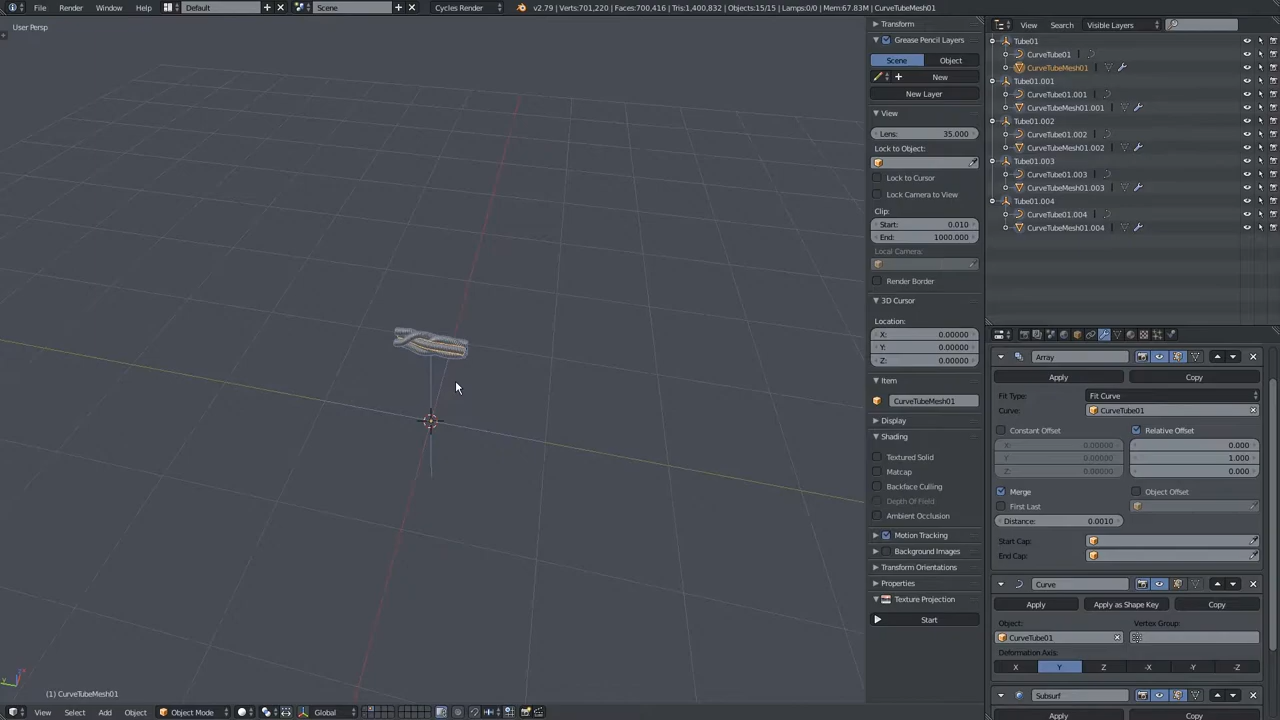 File Render Window Help Default Scene Cycles Render v2.79 | Verts:701,220 | Faces:700,416 | Tris:1,400,832 | Objects:15/15 | Lamps:0/0 | Mem:67.83M | CurveTubeMesh01
User Persp
Transform
Grease Pencil Layers
Scene Object
New
New Layer
View
Lens: 35.000
Lock to Object:
Lock to Cursor
Lock Camera to View
Clip:
Start: 0.010
End: 1000.000
Local Camera:
Render Border
3D Cursor
Location:
X: 0.00000
Y: 0.00000
Z: 0.00000
Item
CurveTubeMesh01
Display
Shading
Textured Solid
Matcap
Backface Culling
Depth Of Field
Ambient Occlusion
Motion Tracking
Background Images
Transform Orientations
Properties
Texture Projection
Start
View Search Visible Layers
Tube01
CurveTube01
CurveTubeMesh01
Tube01.001
CurveTube01.001
CurveTubeMesh01.001
Tube01.002
CurveTube01.002
CurveTubeMesh01.002
Tube01.003
CurveTube01.003
CurveTubeMesh01.003
Tube01.004
CurveTube01.004
CurveTubeMesh01.004
Array
Apply Copy
Fit Type: Fit Curve
Curve: CurveTube01
Constant Offset Relative Offset
X: 0.00000 0.000
Y: 0.00000 1.000
Z: 0.00000 0.000
Merge Object Offset
First Last
Distance: 0.0010
Start Cap:
End Cap:
Curve
Apply Apply as Shape Key Copy
Object: Vertex Group:
CurveTube01
Deformation Axis:
X Y Z -X -Y -Z
Subsurf
Apply Copy
(1) CurveTubeMesh01
View Select Add Object Object Mode Global